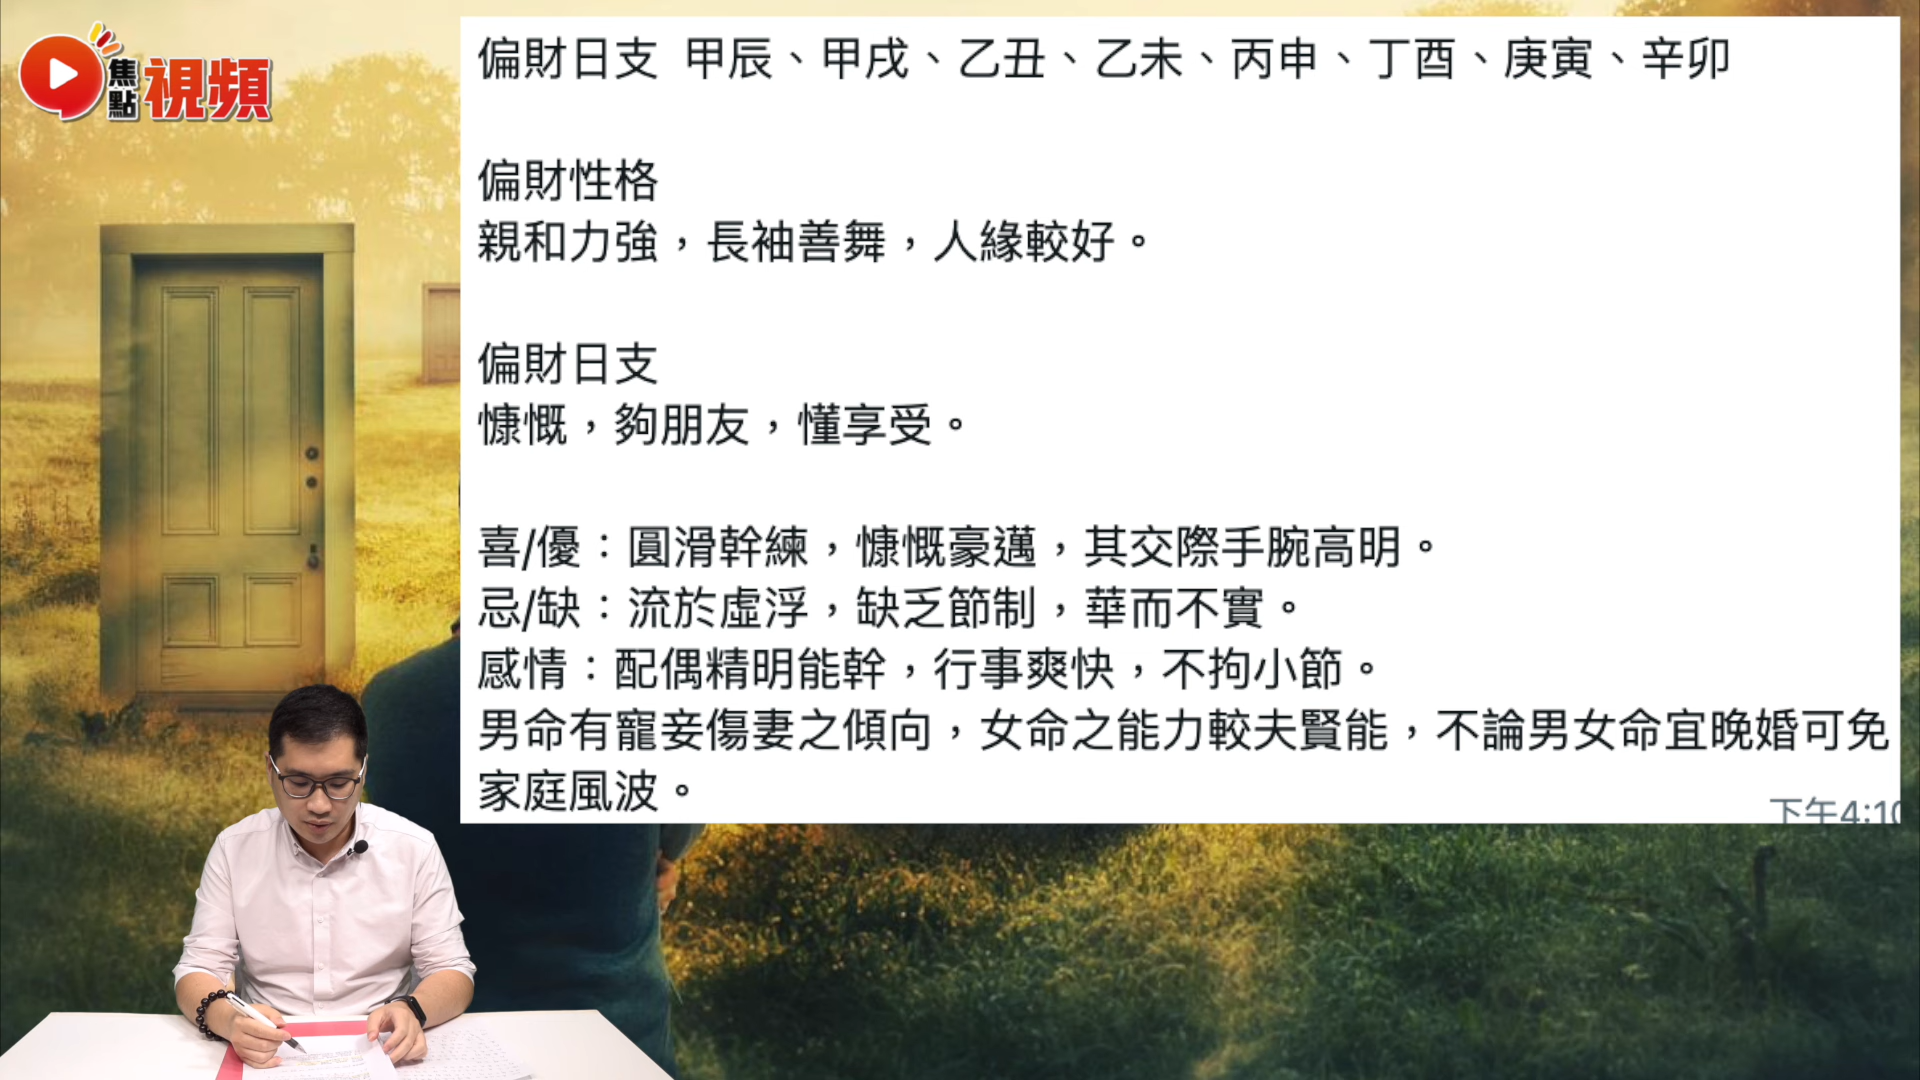 焦點視頻
偏財日支 甲辰、甲戌、乙丑、乙未、丙申、丁酉、庚寅、辛卯
偏財性格
親和力強，長袖善舞，人緣較好。
偏財日支
慷慨，夠朋友，懂享受。
喜/優：圓滑幹練，慷慨豪邁，其交際手腕高明。
忌/缺：流於虛浮，缺乏節制，華而不實。
感情：配偶精明能幹，行事爽快，不拘小節。
男命有寵妾傷妻之傾向，女命之能力較夫賢能，不論男女命宜晚婚可免
家庭風波。
下午4:10